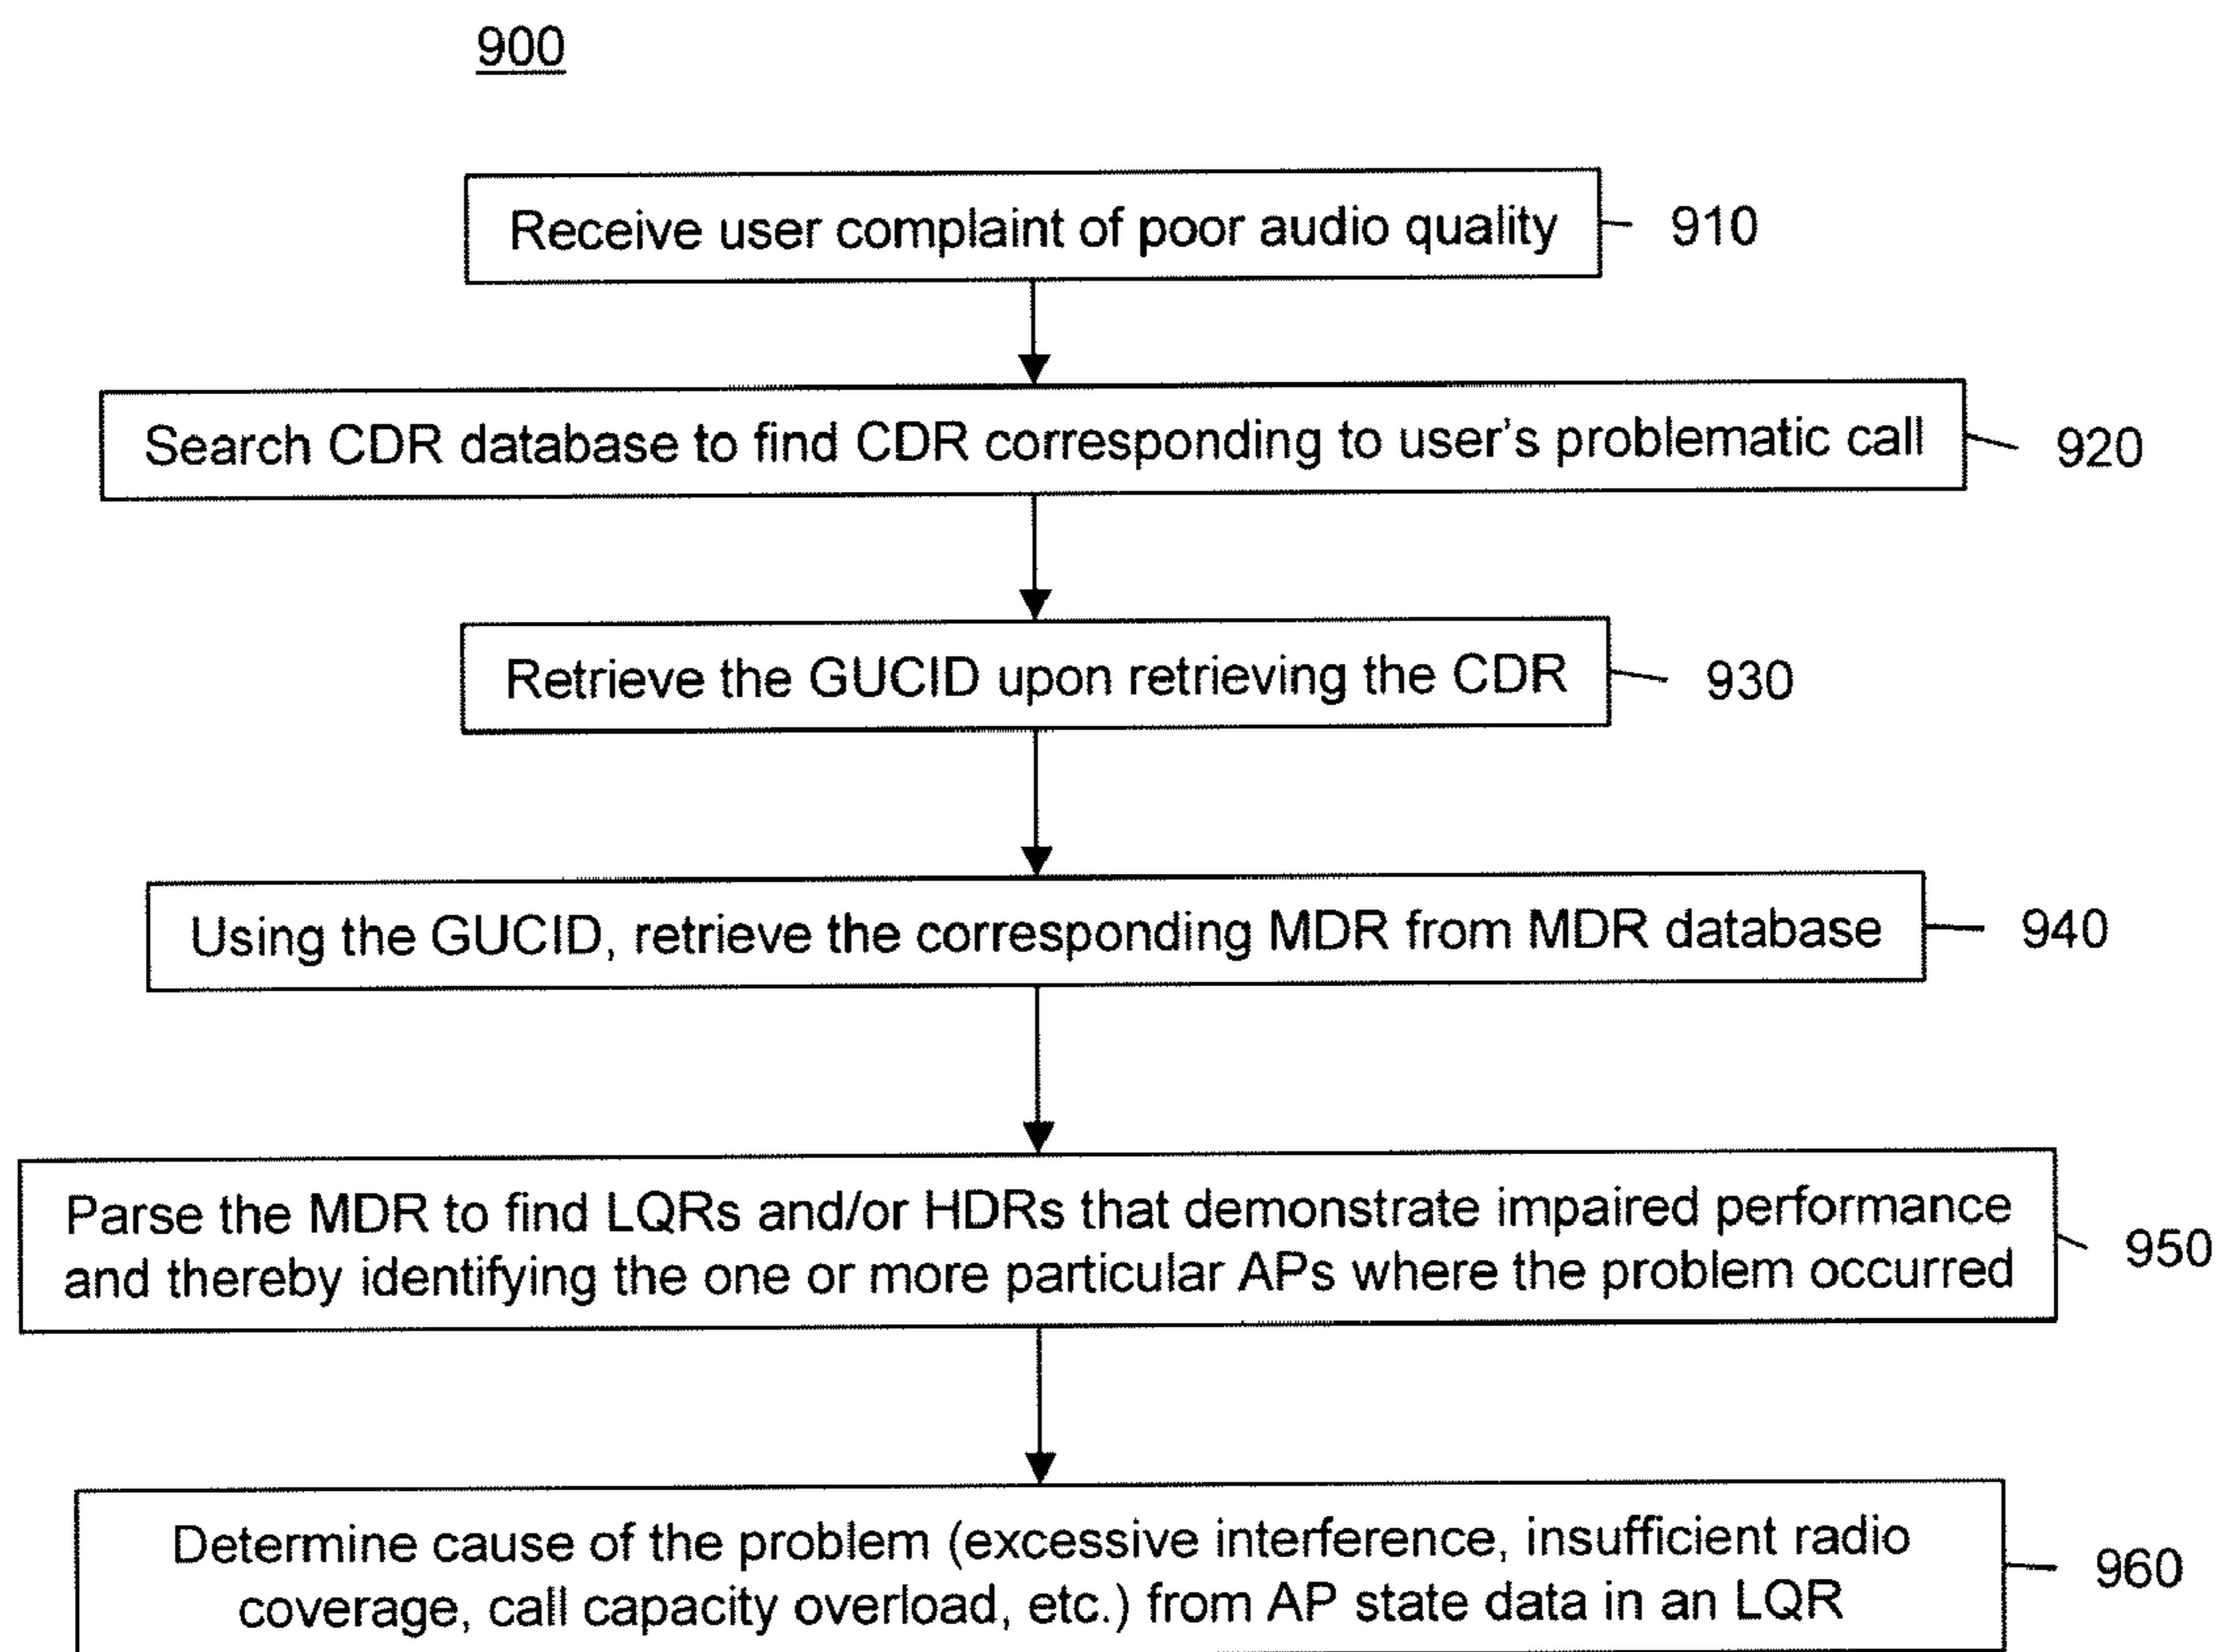 900
Receive user complaint of poor audio quality
910
Search CDR database to find CDR corresponding to user's problematic call
920
Retrieve the GUCID upon retrieving the CDR
930
Using the GUCID, retrieve the corresponding MDR from MDR database
940
Parse the MDR to find LQRs and/or HDRs that demonstrate impaired performance
and thereby identifying the one or more particular APs where the problem occurred
950
Determine cause of the problem (excessive interference, insufficient radio
coverage, call capacity overload, etc.) from AP state data in an LQR
960